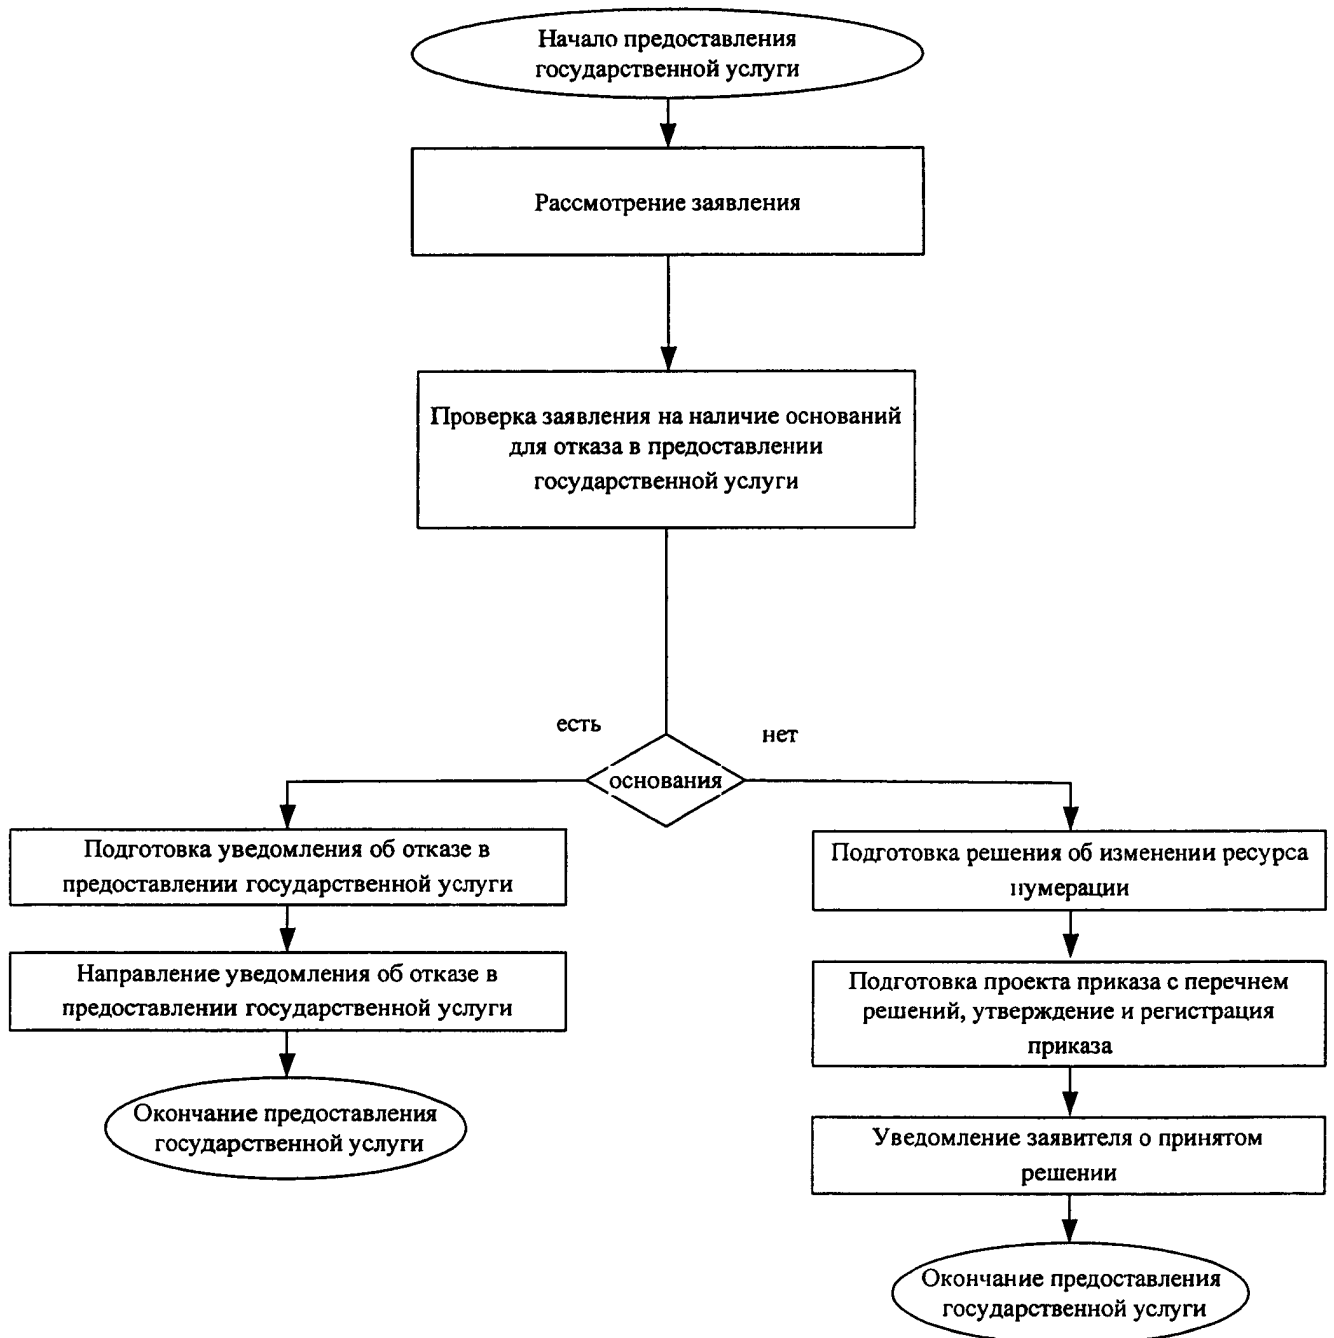 Начало предоставления
государственной услуги
Рассмотрение заявления
Проверка заявления на наличие оснований
для отказа в предоставлении
государственной услуги
есть
нет
основания
Подготовка уведомления об отказе в
предоставлении государственной услуги
Направление уведомления об отказе в
предоставлении государственной услуги
Окончание предоставления
государственной услуги
Подготовка решения об изменении ресурса
нумерации
Подготовка проекта приказа с перечнем
решений, утверждение и регистрация
приказа
Уведомление заявителя о принятом
решении
Окончание предоставления
государственной услуги